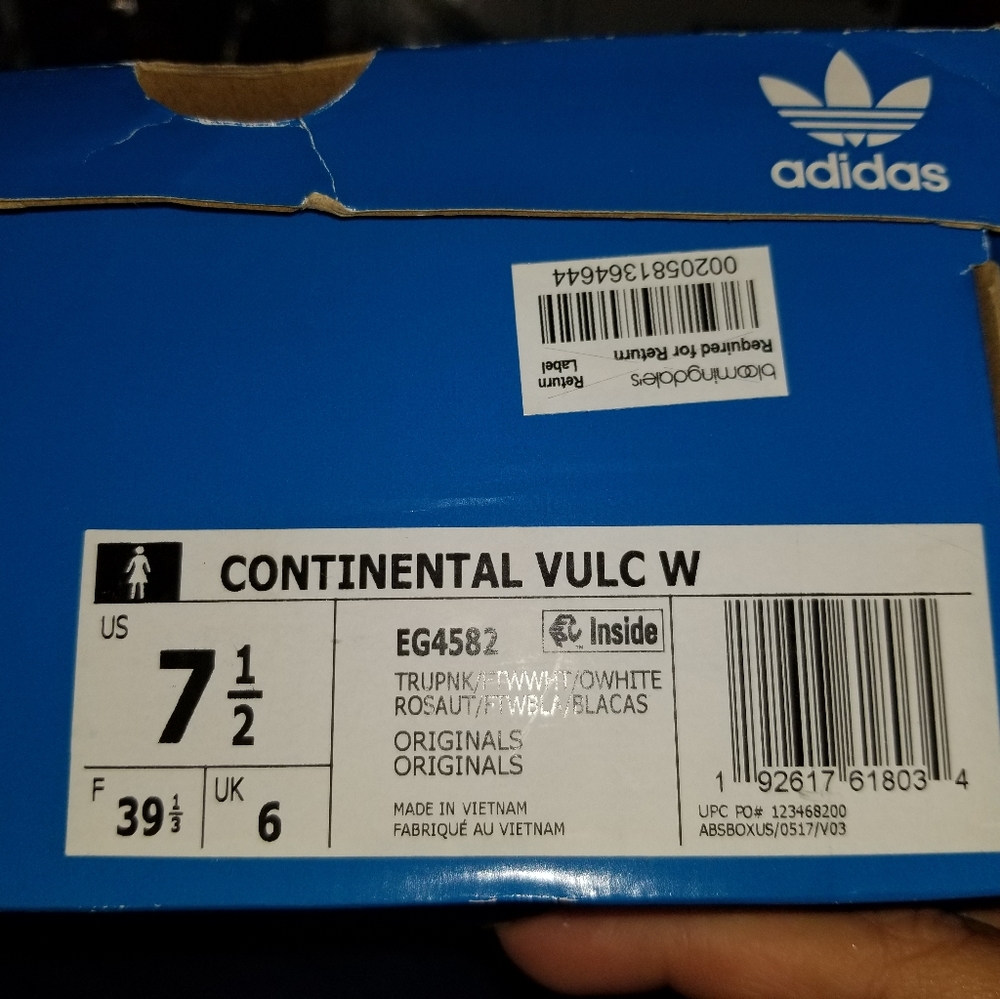 adidas
bloomingdale's
Return Label
Required for Return
0020581364644
CONTINENTAL VULC W
US
7 1/2
F 39 1/3
UK 6
EG4582
Inside
TRUPNK/FTWWHT/OWHITE
ROSAUT/FTWBLA/BLACAS
ORIGINALS
ORIGINALS
MADE IN VIETNAM
FABRIQUÉ AU VIETNAM
1 92617 61803 4
UPC PO# 123468200
ABSBOXUS/0517/V03